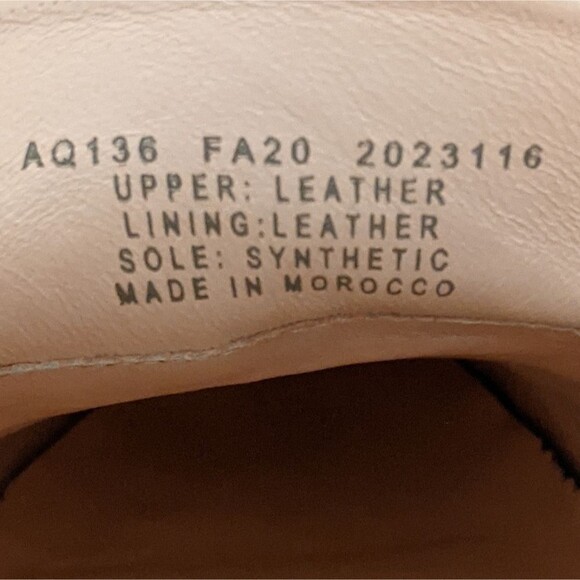 AQ136 FA20 2023116
UPPER: LEATHER
LINING:LEATHER
SOLE: SYNTHETIC
MADE IN MOROCCO